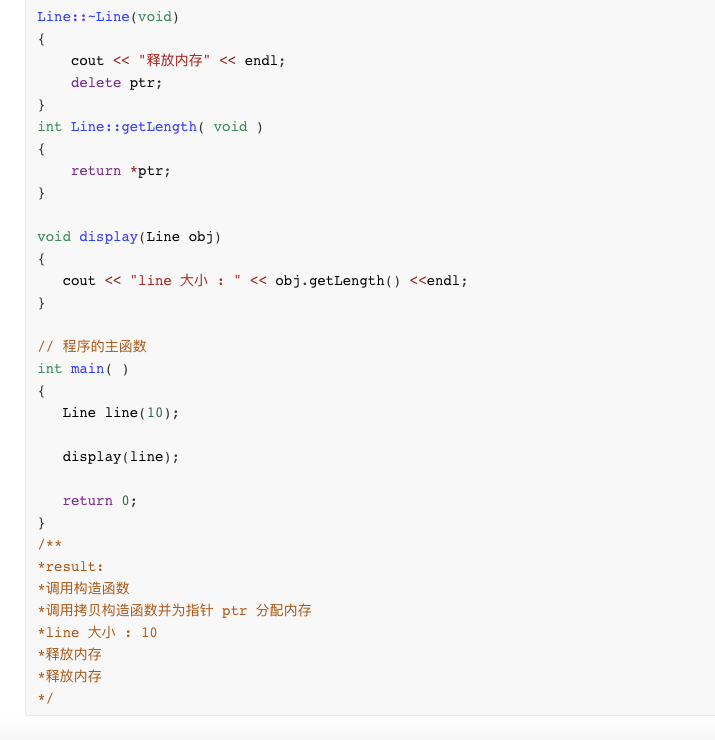 Line::~Line(void)
{
    cout << "释放内存" << endl;
    delete ptr;
}
int Line::getLength( void )
{
    return *ptr;
}

void display(Line obj)
{
   cout << "line 大小 : " << obj.getLength() <<endl;
}

// 程序的主函数
int main( )
{
   Line line(10);

   display(line);

   return 0;
}
/**
*result:
*调用构造函数
*调用拷贝构造函数并为指针 ptr 分配内存
*line 大小 : 10
*释放内存
*释放内存
*/